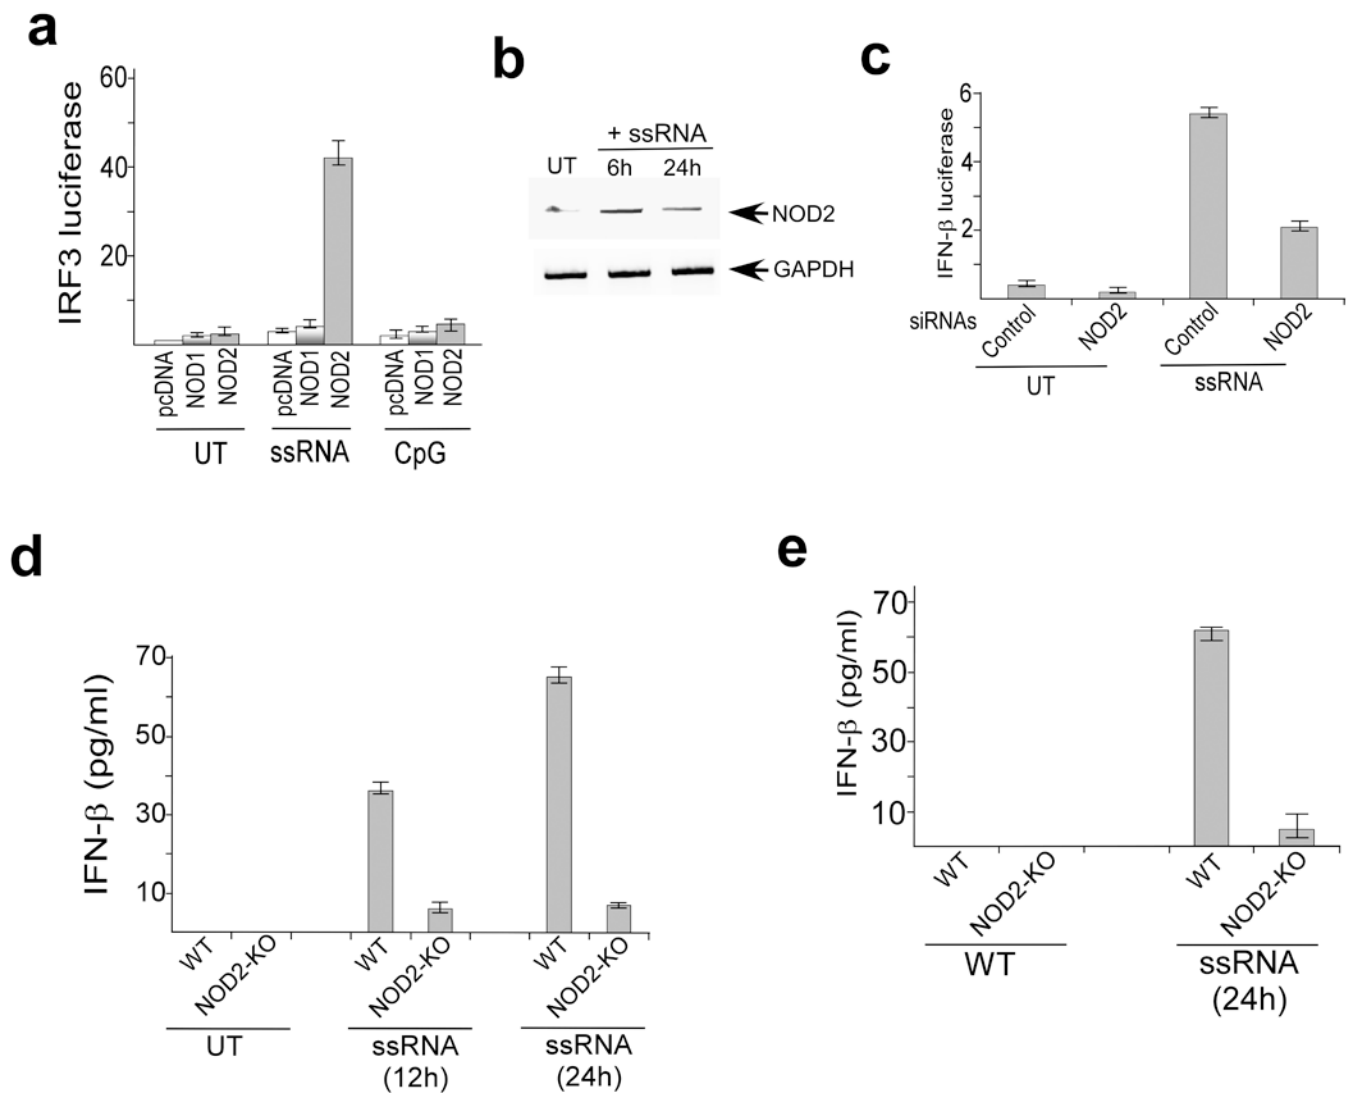 a
IRF3 luciferase
60
40
20
pcDNA
NOD1
NOD2
pcDNA
NOD1
NOD2
pcDNA
NOD1
NOD2
UT
ssRNA
CpG
b
+ ssRNA
UT
6h
24h
NOD2
GAPDH
c
IFN-β luciferase
6
4
2
siRNAs
Control
NOD2
Control
NOD2
UT
ssRNA
d
IFN-β (pg/ml)
70
50
30
10
WT
NOD2-KO
WT
NOD2-KO
WT
NOD2-KO
UT
ssRNA
(12h)
ssRNA
(24h)
e
IFN-β (pg/ml)
70
50
30
10
WT
NOD2-KO
WT
NOD2-KO
WT
ssRNA
(24h)